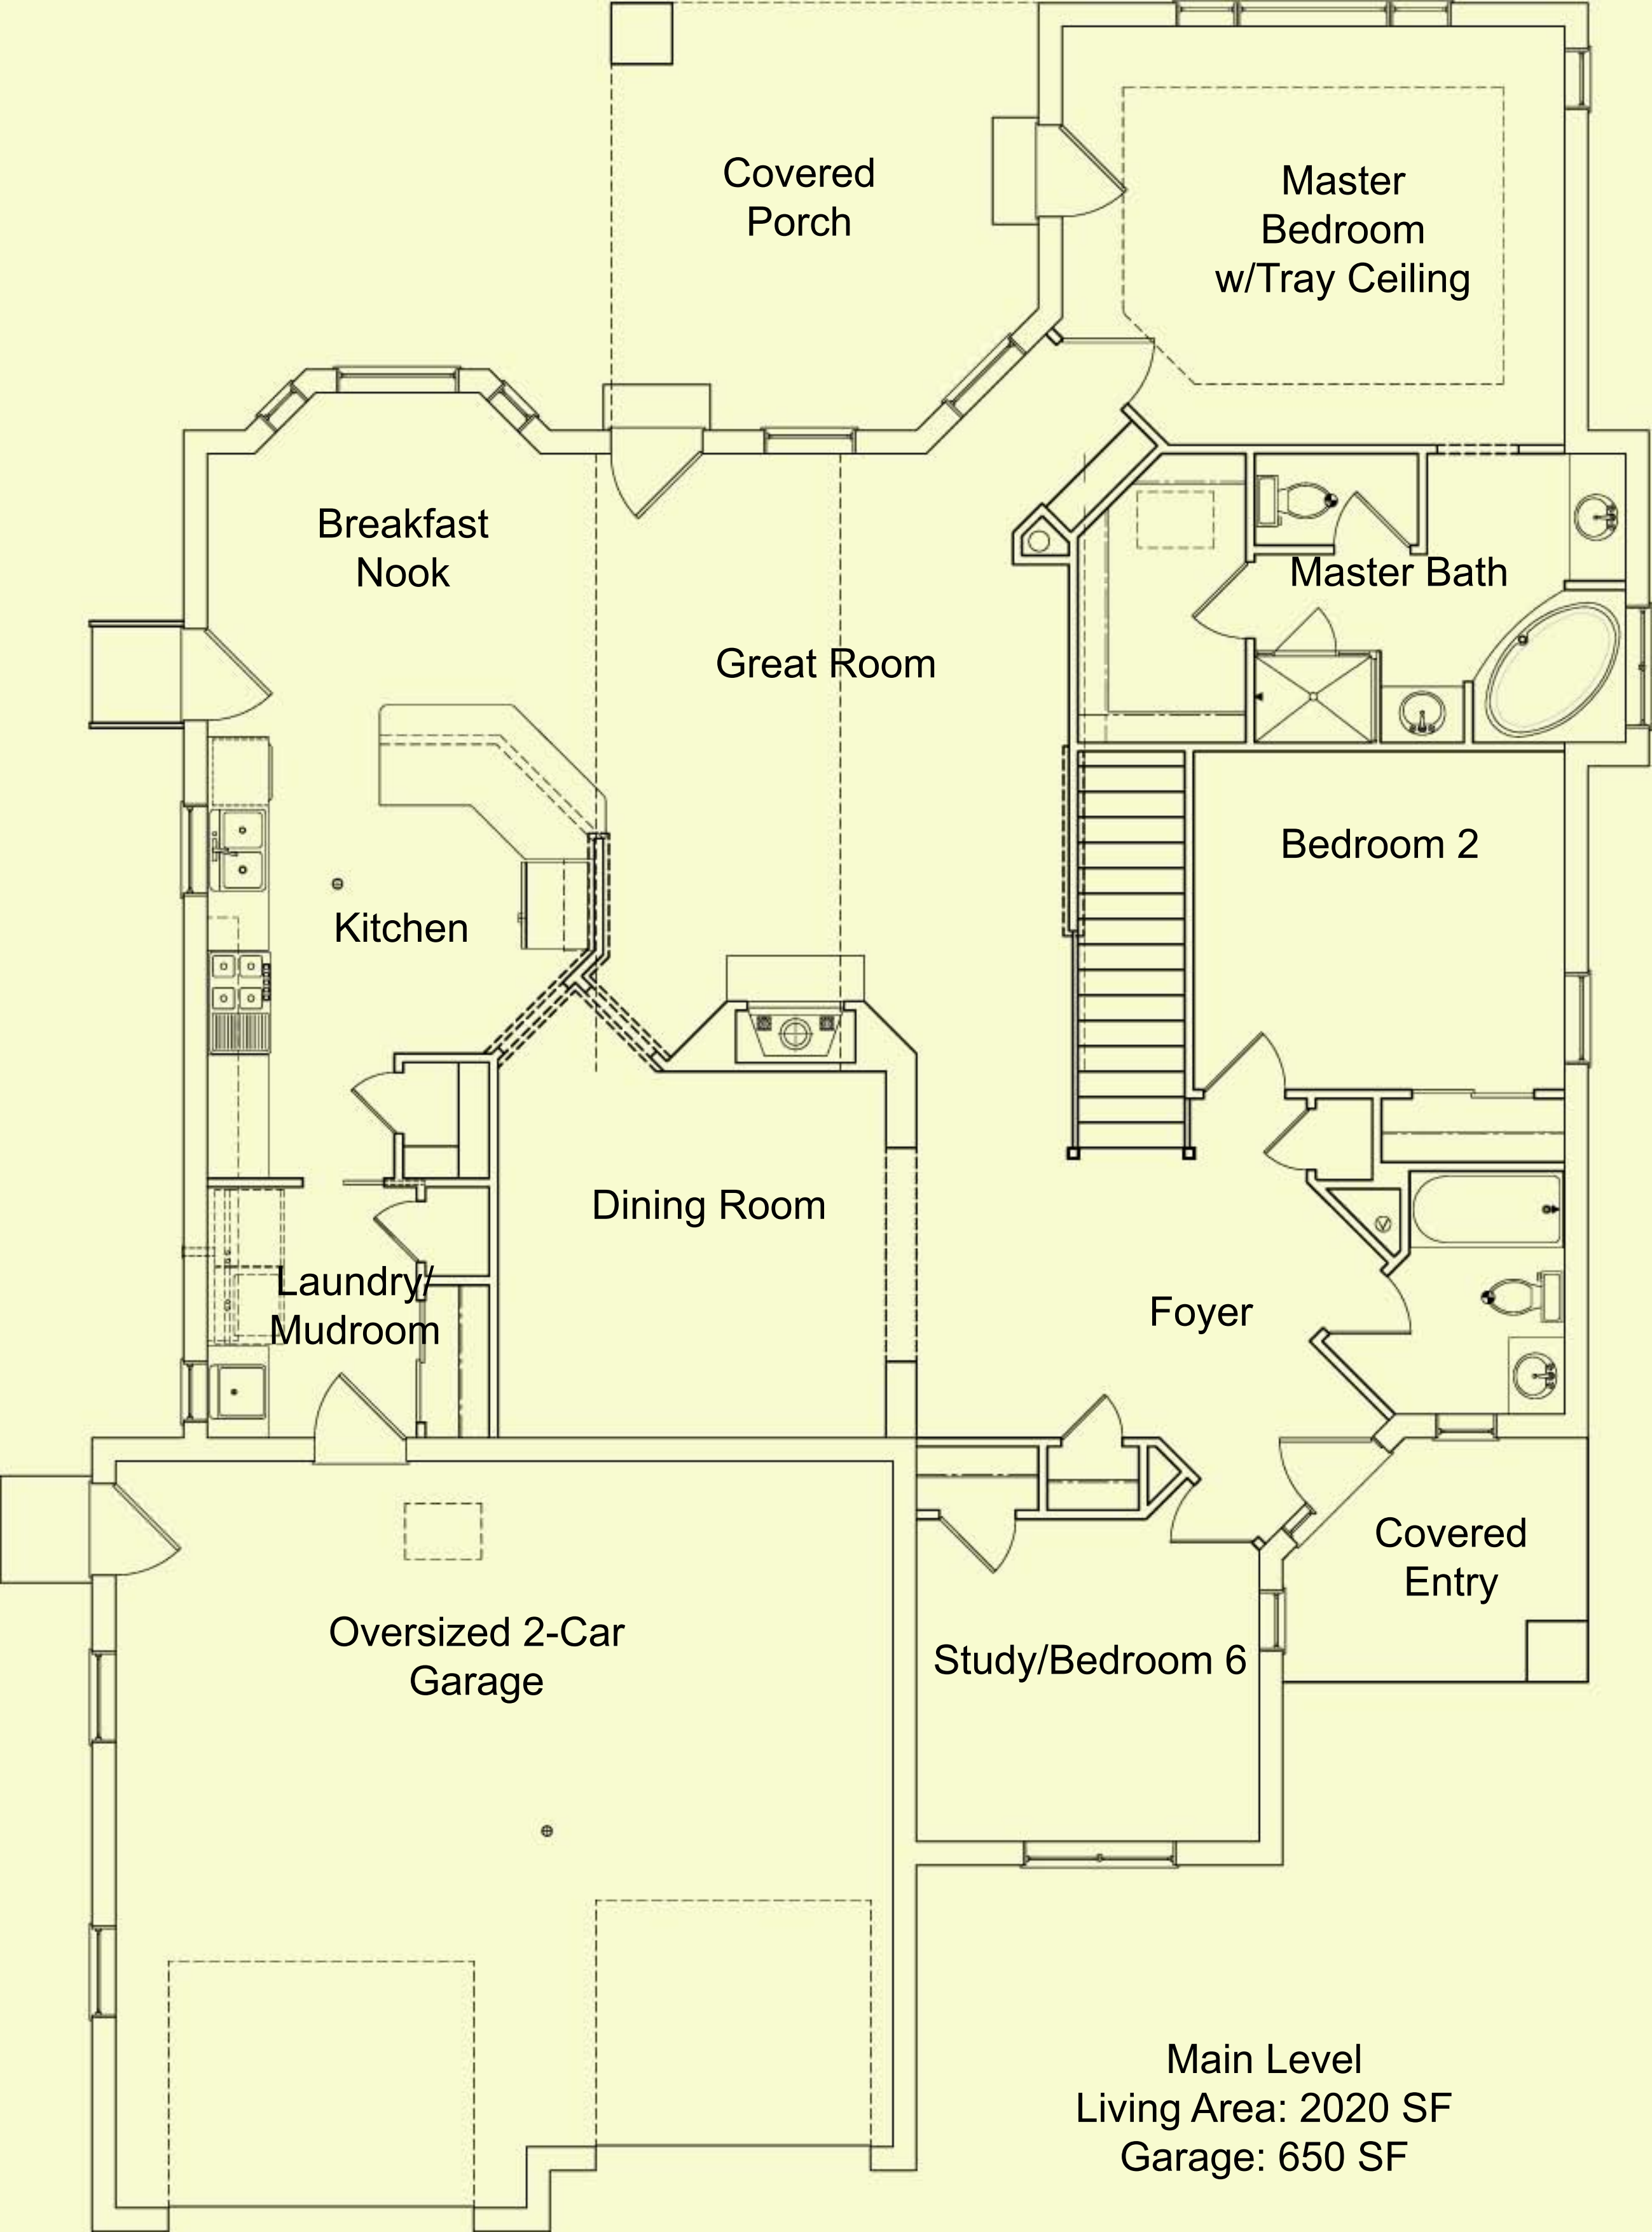 Covered
Porch
Master
Bedroom
w/Tray Ceiling
Breakfast
Nook
Master Bath
Great Room
Bedroom 2
Kitchen
Dining Room
Laundry/
Mudroom
Foyer
Covered
Entry
Oversized 2-Car
Garage
Study/Bedroom 6
Main Level
Living Area: 2020 SF
Garage: 650 SF